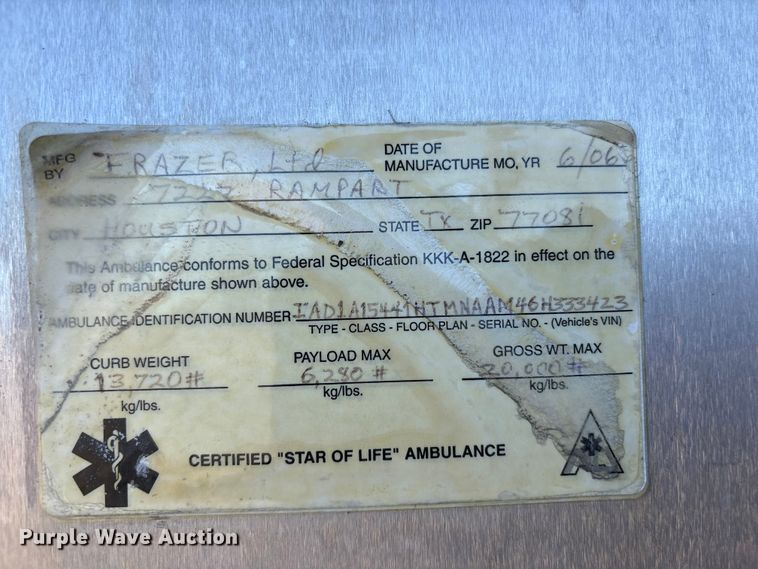 MFG BY FRAZER, Ltd DATE OF MANUFACTURE MO, YR 6/06
ADDRESS 7227 RAMPART
CITY HOUSTON STATE TX ZIP 77081
This Ambulance conforms to Federal Specification KKK-A-1822 in effect on the
date of manufacture shown above.
AMBULANCE IDENTIFICATION NUMBER
TYPE - CLASS - FLOOR PLAN - SERIAL NO. - (Vehicle's VIN)
CURB WEIGHT PAYLOAD MAX GROSS WT. MAX
13,720# 6,280# 20,000#
kg/lbs. kg/lbs. kg/lbs.
CERTIFIED "STAR OF LIFE" AMBULANCE
Purple Wave Auction